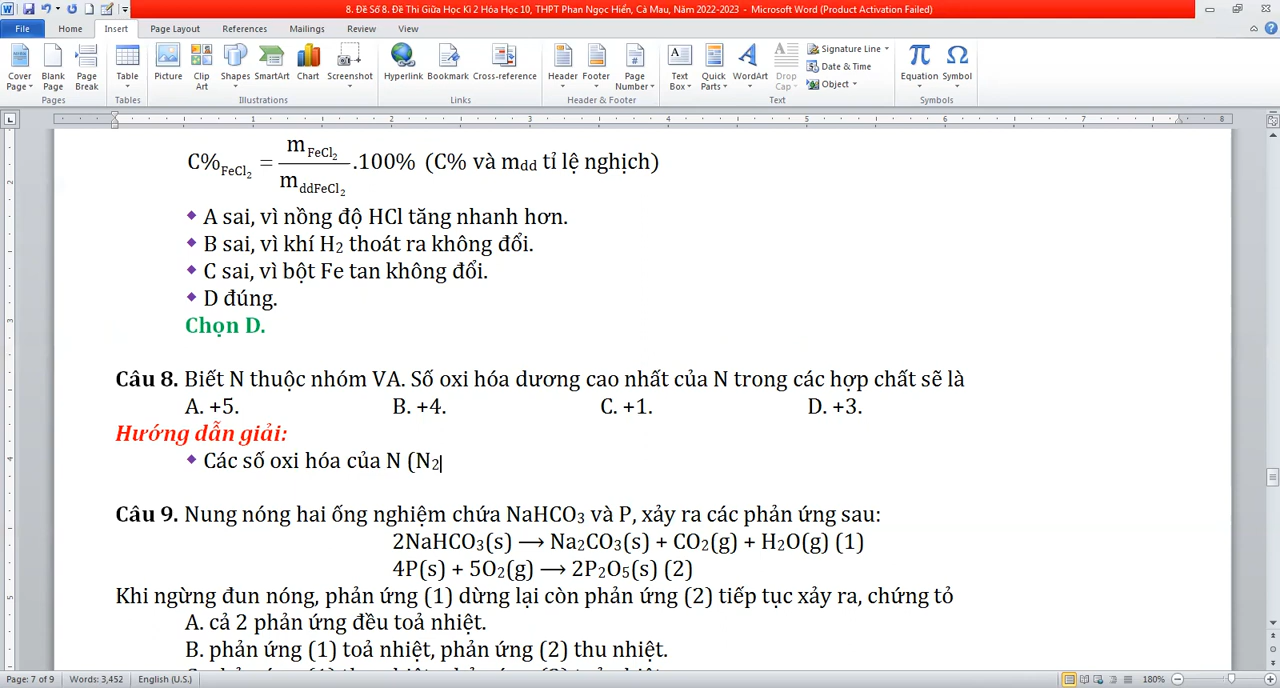 8. Đề Số 8. Đề Thi Giữa Học Kì 2 Hóa Học 10, THPT Phan Ngọc Hiển, Cà Mau, Năm 2022-2023 - Microsoft Word (Product Activation Failed)
File Home Insert Page Layout References Mailings Review View
Cover Page Blank Page Page Break Table Picture Clip Art Shapes SmartArt Chart Screenshot Hyperlink Bookmark Cross-reference Header Footer Page Number Text Box Quick Parts WordArt Drop Cap Signature Line Date & Time Object Equation Symbol
Pages Tables Illustrations Links Header & Footer Text Symbols
1 2 3 4 5 6 7 8
C%FeCl₂ = mFeCl₂ / mddFeCl₂ .100% (C% và mdd tỉ lệ nghịch)
A sai, vì nồng độ HCl tăng nhanh hơn.
B sai, vì khí H₂ thoát ra không đổi.
C sai, vì bột Fe tan không đổi.
D đúng.
Chọn D.
Câu 8. Biết N thuộc nhóm VA. Số oxi hóa dương cao nhất của N trong các hợp chất sẽ là
A. +5. B. +4. C. +1. D. +3.
Hướng dẫn giải:
Các số oxi hóa của N (N₂
Câu 9. Nung nóng hai ống nghiệm chứa NaHCO₃ và P, xảy ra các phản ứng sau:
2NaHCO₃(s) ⟶ Na₂CO₃(s) + CO₂(g) + H₂O(g) (1)
4P(s) + 5O₂(g) ⟶ 2P₂O₅(s) (2)
Khi ngừng đun nóng, phản ứng (1) dừng lại còn phản ứng (2) tiếp tục xảy ra, chứng tỏ
A. cả 2 phản ứng đều toả nhiệt.
B. phản ứng (1) toả nhiệt, phản ứng (2) thu nhiệt.
Page: 7 of 9 Words: 3,452 English (U.S.) 180%